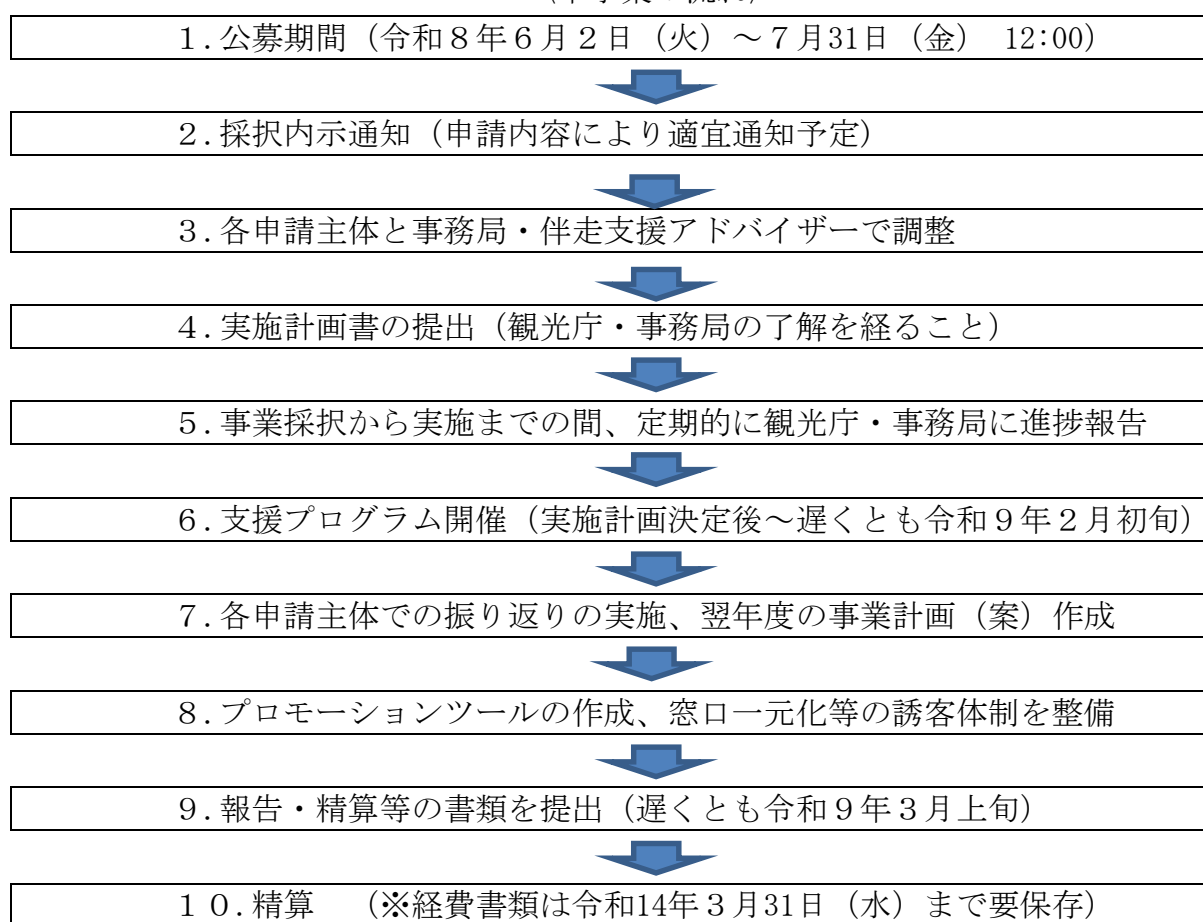 1.公募期間（令和８年６月２日（火）～７月31日（金） 12:00）
2.採択内示通知（申請内容により適宜通知予定）
3.各申請主体と事務局・伴走支援アドバイザーで調整
4.実施計画書の提出（観光庁・事務局の了解を経ること）
5.事業採択から実施までの間、定期的に観光庁・事務局に進捗報告
6.支援プログラム開催（実施計画決定後～遅くとも令和９年２月初旬）
7.各申請主体での振り返りの実施、翌年度の事業計画（案）作成
8.プロモーションツールの作成、窓口一元化等の誘客体制を整備
9.報告・精算等の書類を提出（遅くとも令和９年３月上旬）
１０.精算　（※経費書類は令和14年３月31日（水）まで要保存）